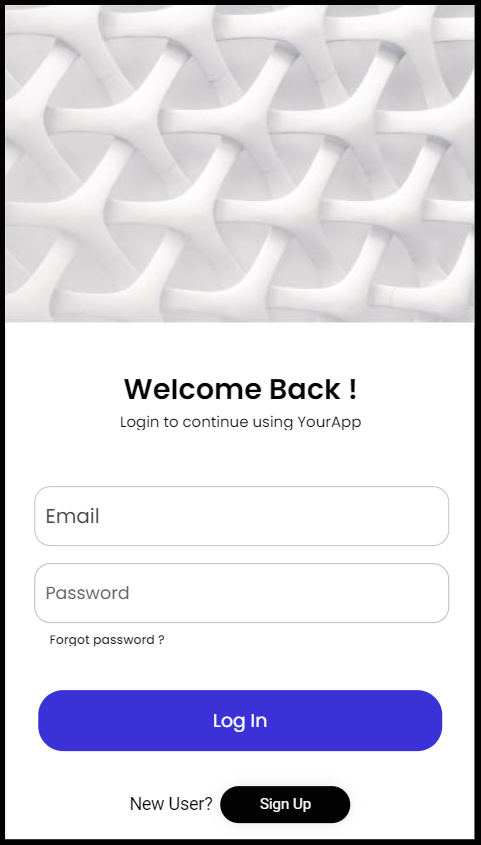 Welcome Back !
Login to continue using YourApp
Email
Password
Forgot password ?
Log In
New User? Sign Up